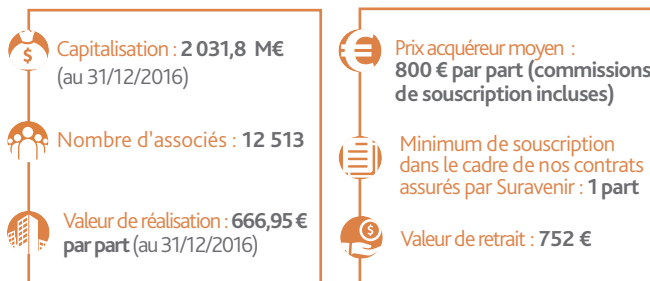 Capitalisation : 2 031,8 M€
(au 31/12/2016)
Nombre d'associés : 12 513
Valeur de réalisation : 666,95 €
par part (au 31/12/2016)
Prix acquéreur moyen :
800 € par part (commissions
de souscription incluses)
Minimum de souscription
dans le cadre de nos contrats
assurés par Suravenir : 1 part
Valeur de retrait : 752 €